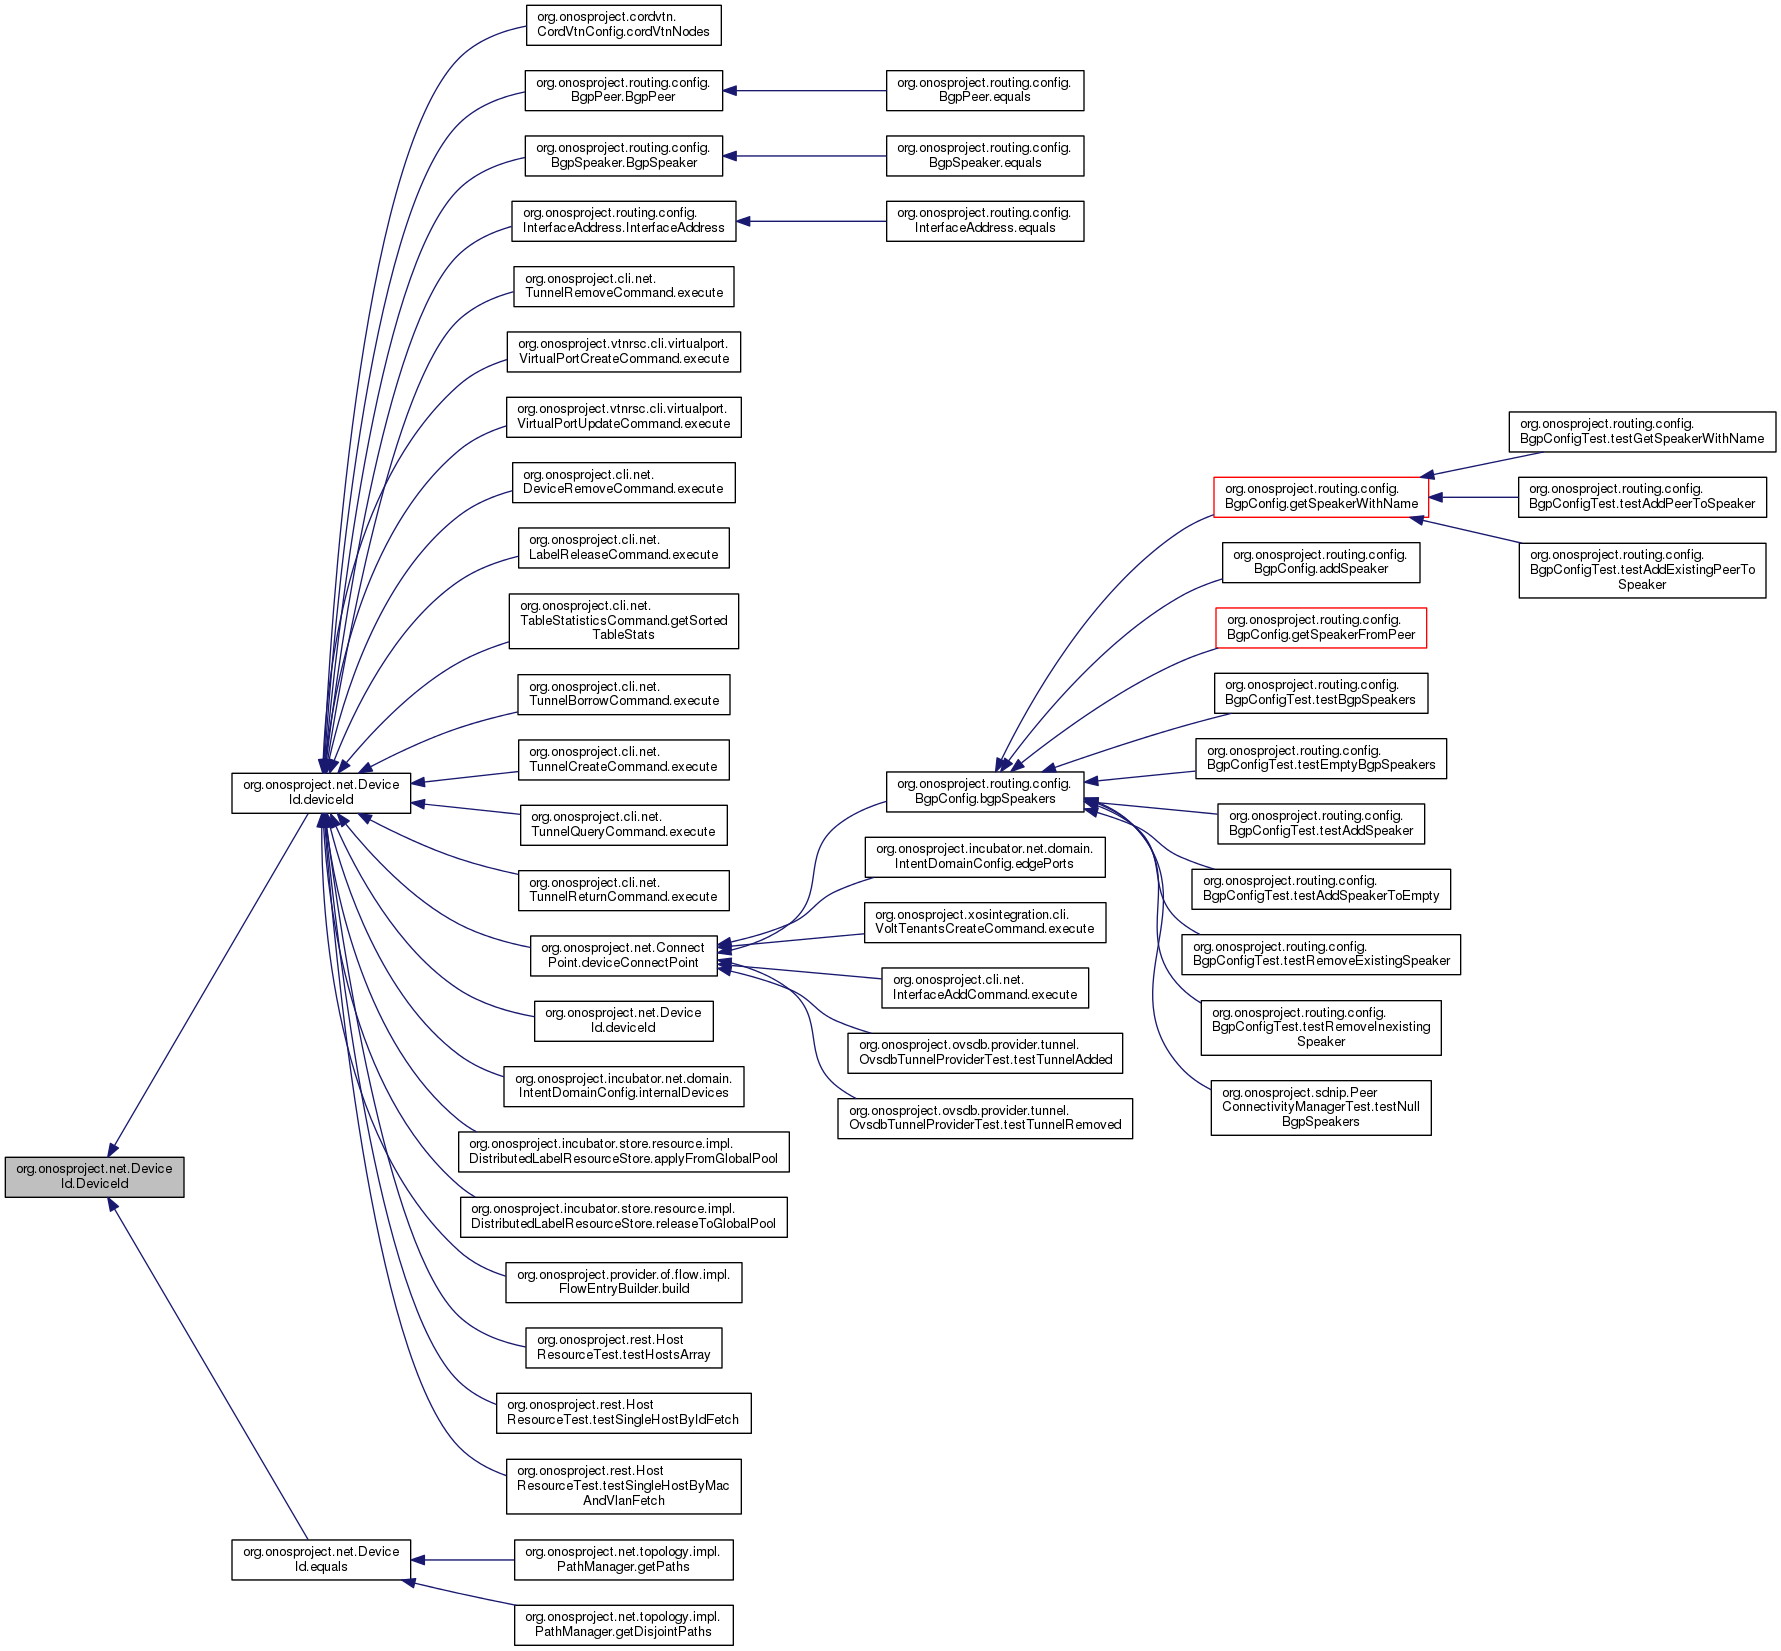 org.onosproject.net.Device
Id.DeviceId
org.onosproject.net.Device
Id.deviceId
org.onosproject.net.Device
Id.equals
org.onosproject.cordvtn.
CordVtnConfig.cordVtnNodes
org.onosproject.routing.config.
BgpPeer.BgpPeer
org.onosproject.routing.config.
BgpSpeaker.BgpSpeaker
org.onosproject.routing.config.
InterfaceAddress.InterfaceAddress
org.onosproject.cli.net.
TunnelRemoveCommand.execute
org.onosproject.vtnrsc.cli.virtualport.
VirtualPortCreateCommand.execute
org.onosproject.vtnrsc.cli.virtualport.
VirtualPortUpdateCommand.execute
org.onosproject.cli.net.
DeviceRemoveCommand.execute
org.onosproject.cli.net.
LabelReleaseCommand.execute
org.onosproject.cli.net.
TableStatisticsCommand.getSorted
TableStats
org.onosproject.cli.net.
TunnelBorrowCommand.execute
org.onosproject.cli.net.
TunnelCreateCommand.execute
org.onosproject.cli.net.
TunnelQueryCommand.execute
org.onosproject.cli.net.
TunnelReturnCommand.execute
org.onosproject.net.Connect
Point.deviceConnectPoint
org.onosproject.net.Device
Id.deviceId
org.onosproject.incubator.net.domain.
IntentDomainConfig.internalDevices
org.onosproject.incubator.store.resource.impl.
DistributedLabelResourceStore.applyFromGlobalPool
org.onosproject.incubator.store.resource.impl.
DistributedLabelResourceStore.releaseToGlobalPool
org.onosproject.provider.of.flow.impl.
FlowEntryBuilder.build
org.onosproject.rest.Host
ResourceTest.testHostsArray
org.onosproject.rest.Host
ResourceTest.testSingleHostByIdFetch
org.onosproject.rest.Host
ResourceTest.testSingleHostByMac
AndVlanFetch
org.onosproject.net.topology.impl.
PathManager.getPaths
org.onosproject.net.topology.impl.
PathManager.getDisjointPaths
org.onosproject.routing.config.
BgpPeer.equals
org.onosproject.routing.config.
BgpSpeaker.equals
org.onosproject.routing.config.
InterfaceAddress.equals
org.onosproject.routing.config.
BgpConfig.bgpSpeakers
org.onosproject.incubator.net.domain.
IntentDomainConfig.edgePorts
org.onosproject.xosintegration.cli.
VoltTenantsCreateCommand.execute
org.onosproject.cli.net.
InterfaceAddCommand.execute
org.onosproject.ovsdb.provider.tunnel.
OvsdbTunnelProviderTest.testTunnelAdded
org.onosproject.ovsdb.provider.tunnel.
OvsdbTunnelProviderTest.testTunnelRemoved
org.onosproject.routing.config.
BgpConfig.getSpeakerWithName
org.onosproject.routing.config.
BgpConfig.addSpeaker
org.onosproject.routing.config.
BgpConfig.getSpeakerFromPeer
org.onosproject.routing.config.
BgpConfigTest.testBgpSpeakers
org.onosproject.routing.config.
BgpConfigTest.testEmptyBgpSpeakers
org.onosproject.routing.config.
BgpConfigTest.testAddSpeaker
org.onosproject.routing.config.
BgpConfigTest.testAddSpeakerToEmpty
org.onosproject.routing.config.
BgpConfigTest.testRemoveExistingSpeaker
org.onosproject.routing.config.
BgpConfigTest.testRemoveInexisting
Speaker
org.onosproject.sdnip.Peer
ConnectivityManagerTest.testNull
BgpSpeakers
org.onosproject.routing.config.
BgpConfigTest.testGetSpeakerWithName
org.onosproject.routing.config.
BgpConfigTest.testAddPeerToSpeaker
org.onosproject.routing.config.
BgpConfigTest.testAddExistingPeerTo
Speaker